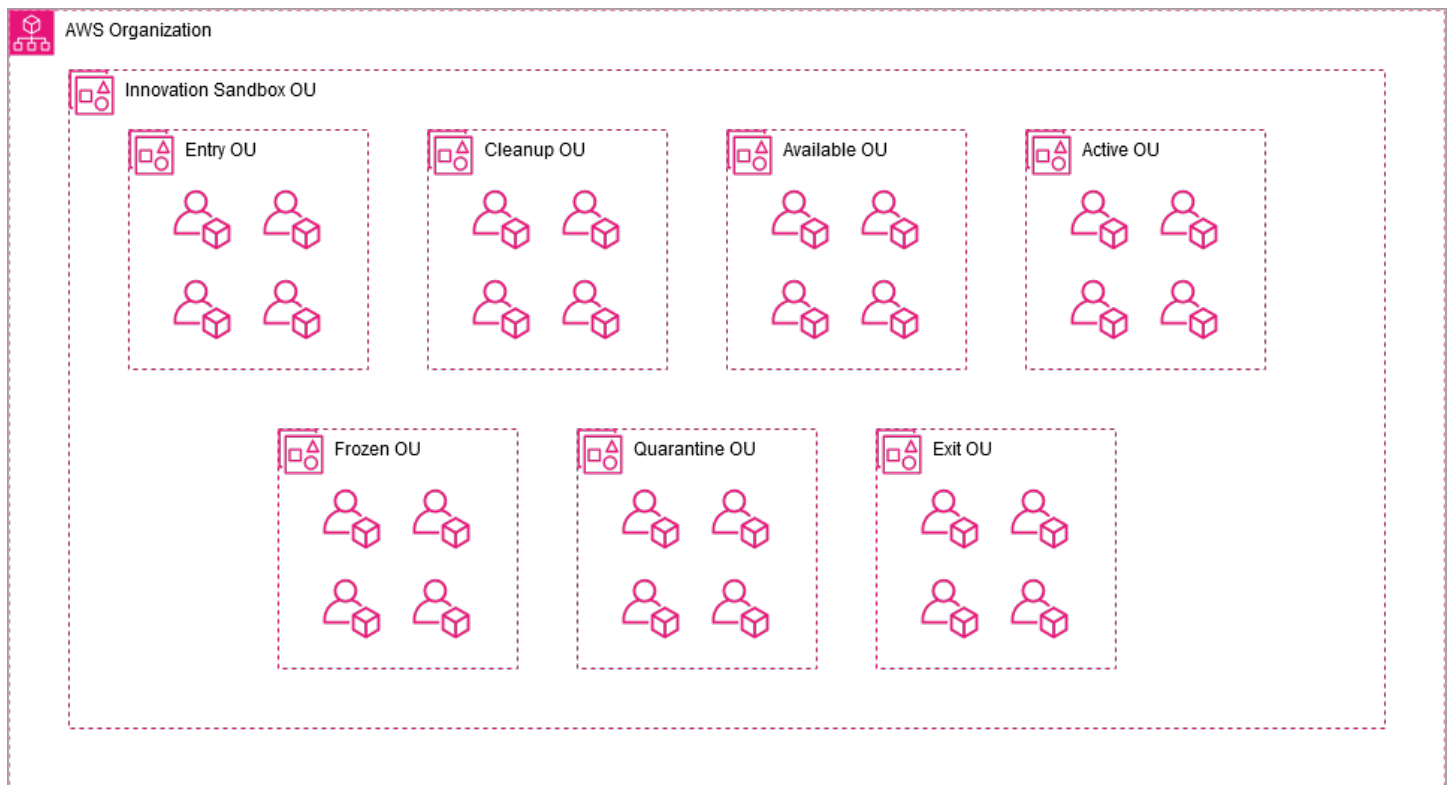 AWS Organization
Innovation Sandbox OU
Entry OU
Cleanup OU
Available OU
Active OU
Frozen OU
Quarantine OU
Exit OU